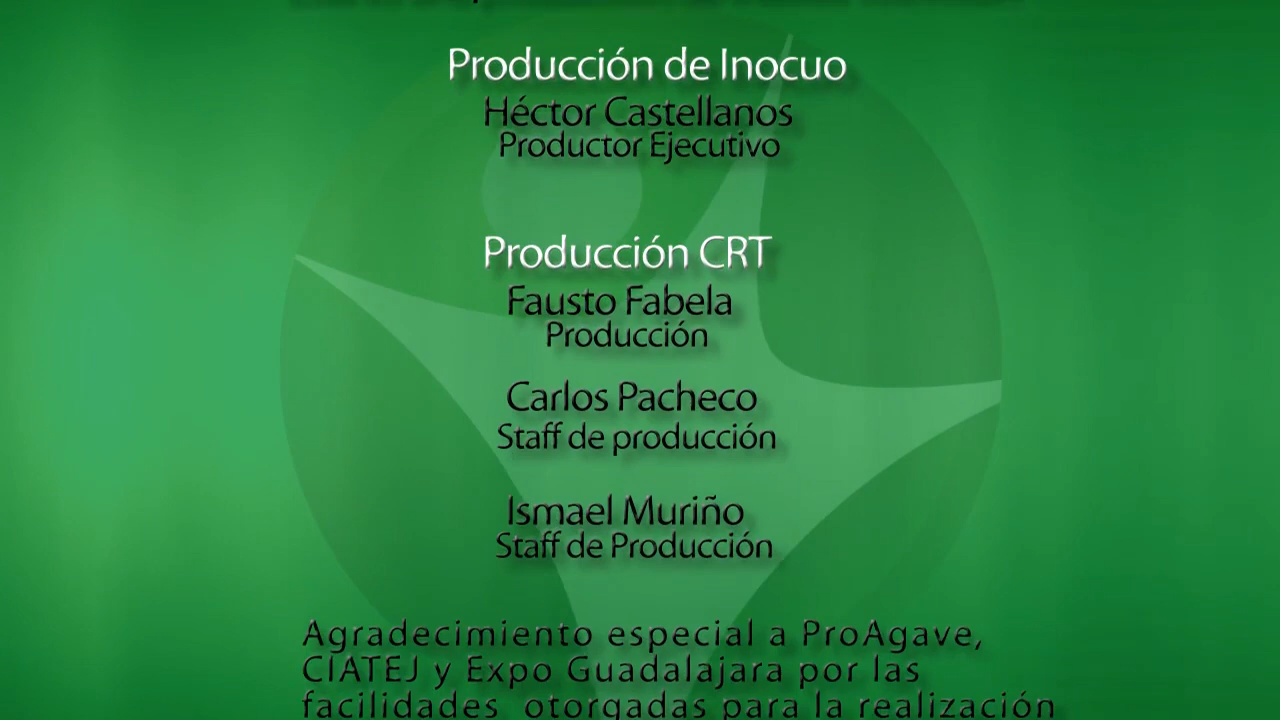 Producción de Inocuo
Héctor Castellanos
Productor Ejecutivo
Producción CRT
Fausto Fabela
Producción
Carlos Pacheco
Staff de producción
Ismael Muriño
Staff de Producción
Agradecimiento especial a ProAgave,
CIATEJ y Expo Guadalajara por las
facilidades otorgadas para la realización